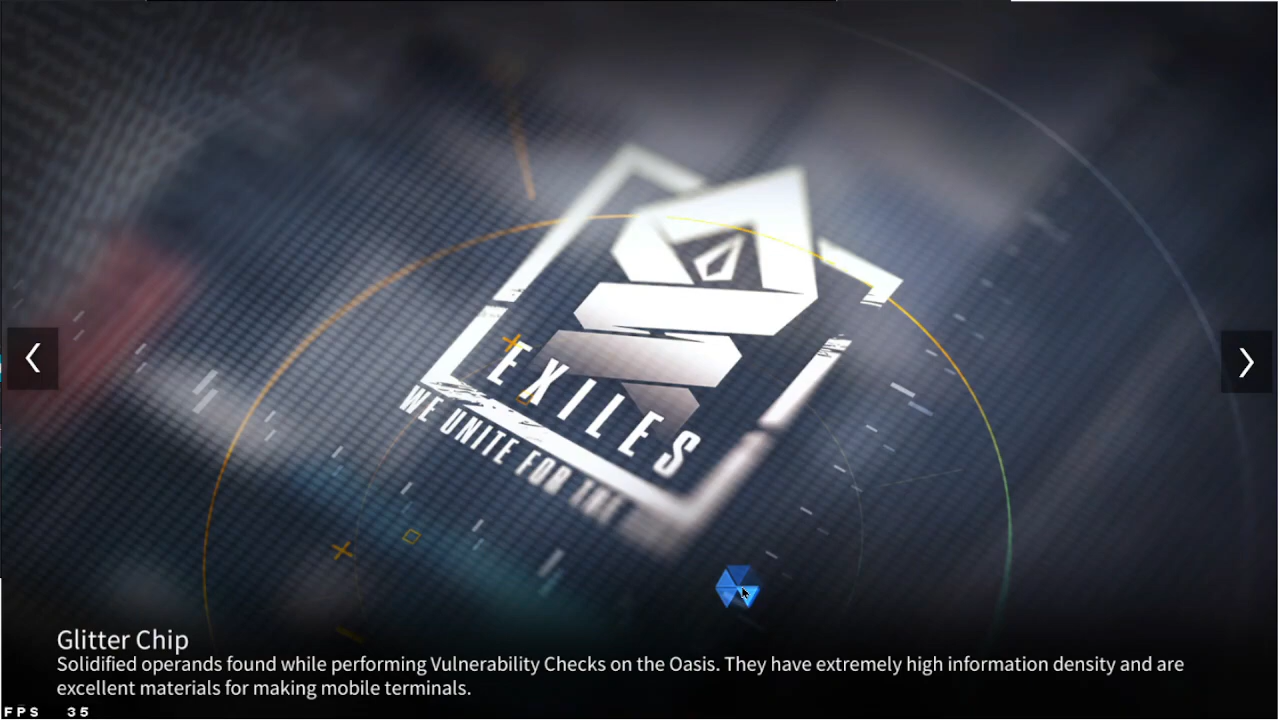 EXILES
WE UNITE FOR THE
Glitter Chip
Solidified operands found while performing Vulnerability Checks on the Oasis. They have extremely high information density and are
excellent materials for making mobile terminals.
FPS 35